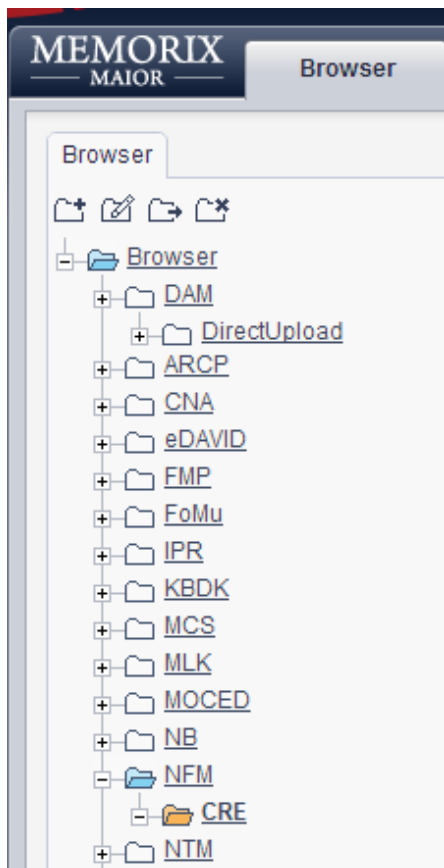 MEMORIX
MAIOR
Browser
Browser
Browser
DAM
DirectUpload
ARCP
CNA
eDAVID
FMP
FoMu
IPR
KBDK
MCS
MLK
MOCED
NB
NFM
CRE
NTM